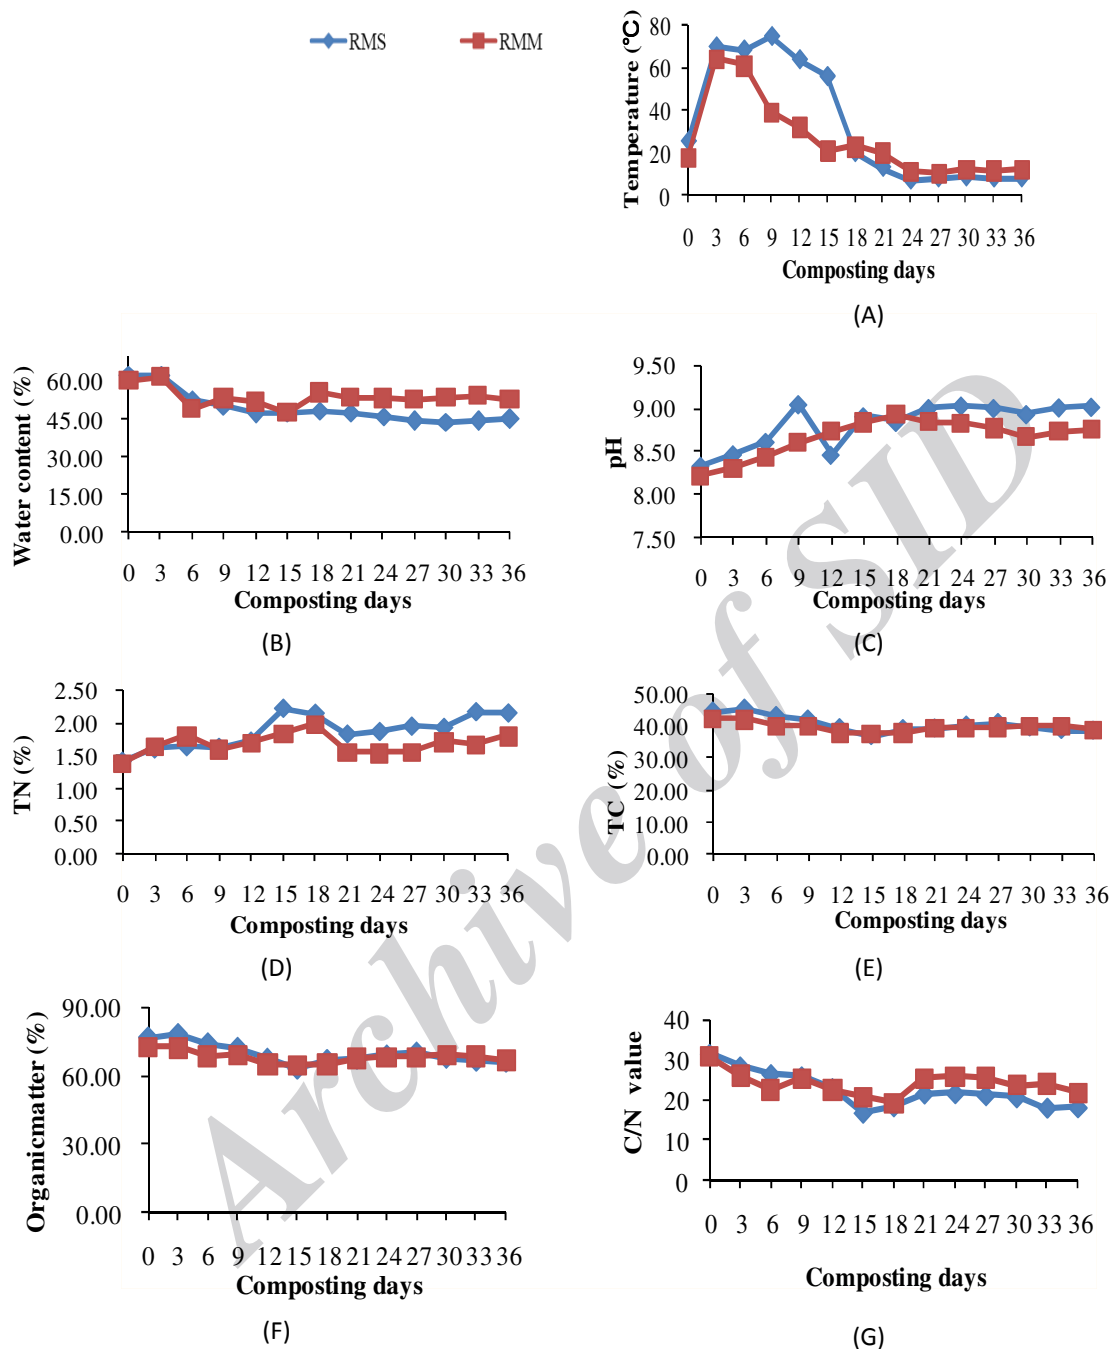 RMS RMM
Temperature (℃)
80
60
40
20
0
0 3 6 9 12 15 18 21 24 27 30 33 36
Composting days
(A)
Water content (%)
60.00
45.00
30.00
15.00
0.00
0 3 6 9 12 15 18 21 24 27 30 33 36
Composting days
(B)
pH
9.50
9.00
8.50
8.00
7.50
0 3 6 9 12 15 18 21 24 27 30 33 36
Composting days
(C)
TN (%)
2.50
2.00
1.50
1.00
0.50
0.00
0 3 6 9 12 15 18 21 24 27 30 33 36
Composting days
(D)
TC (%)
50.00
40.00
30.00
20.00
10.00
0.00
0 3 6 9 12 15 18 21 24 27 30 33 36
Composting days
(E)
Organicmatter (%)
90.00
60.00
30.00
0.00
0 3 6 9 12 15 18 21 24 27 30 33 36
Composting days
(F)
C/N value
40
30
20
10
0
0 3 6 9 12 15 18 21 24 27 30 33 36
Composting days
(G)
Archive of SID